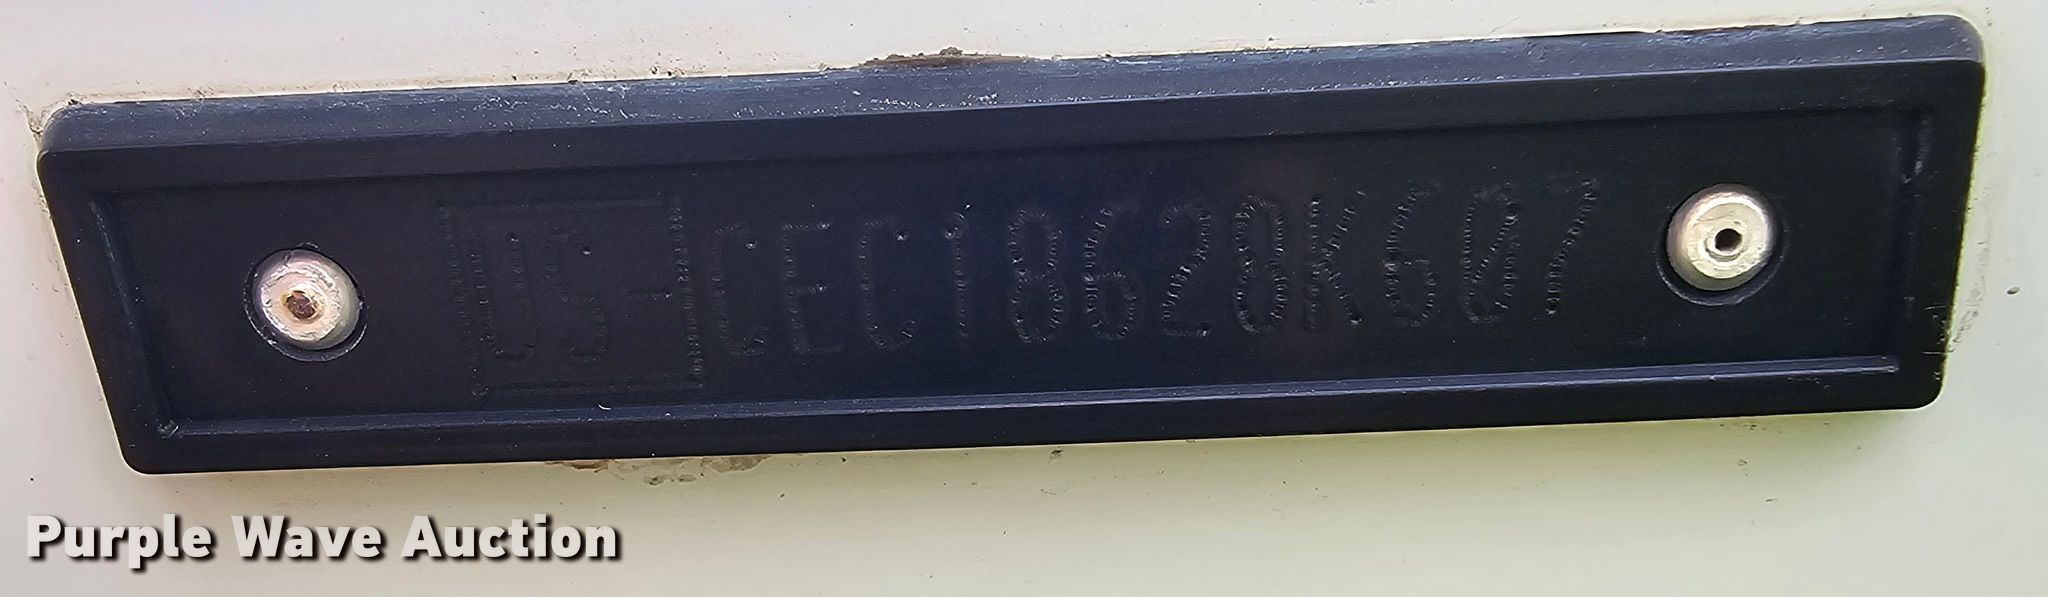 US-CEC18628K607
Purple Wave Auction